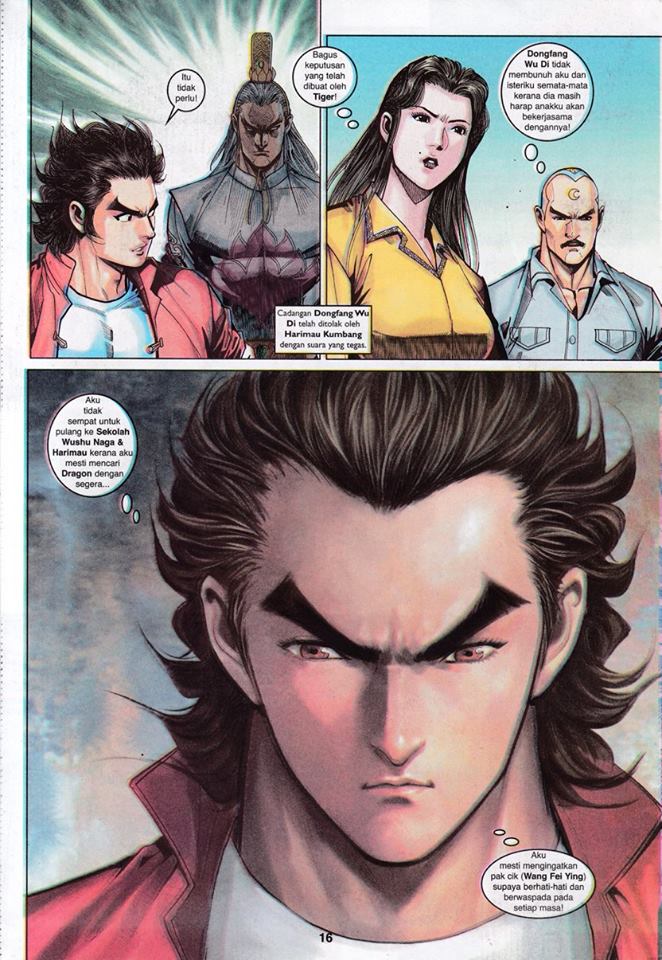 Itu
tidak
perlu!
Bagus
keputusan
yang telah
dibuat oleh
Tiger!
Dongfang
Wu Di tidak
membunuh aku dan
isteriku semata-mata
kerana dia masih
harap anakku akan
bekerjasama
dengannya!
Cadangan Dongfang Wu
Di telah ditolak oleh
Harimau Kumbang
dengan suara yang tegas.
Aku
tidak
sempat untuk
pulang ke Sekolah
Wushu Naga &
Harimau kerana aku
mesti mencari
Dragon dengan
segera...
Aku
mesti mengingatkan
pak cik (Wang Fei Ying)
supaya berhati-hati dan
berwaspada pada
setiap masa!
16